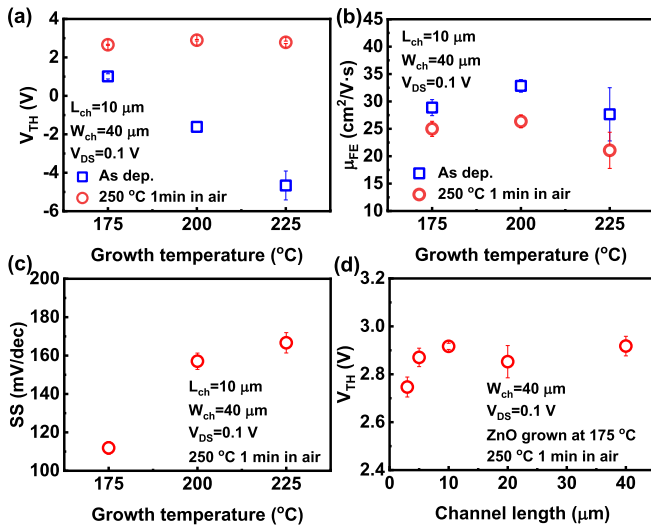 (a)
6
4
2
0
-2
-4
-6
V_TH (V)
L_ch=10 μm
W_ch=40 μm
V_DS=0.1 V
As dep.
250 °C 1min in air
175
200
225
Growth temperature (°C)
(b)
45
40
35
30
25
20
15
10
μ_FE (cm²/V·s)
L_ch=10 μm
W_ch=40 μm
V_DS=0.1 V
As dep.
250 °C 1 min in air
175
200
225
Growth temperature (°C)
(c)
200
180
160
140
120
100
SS (mV/dec)
L_ch=10 μm
W_ch=40 μm
V_DS=0.1 V
250 °C 1 min in air
175
200
225
Growth temperature (°C)
(d)
3.2
3.0
2.8
2.6
2.4
V_TH (V)
W_ch=40 μm
V_DS=0.1 V
ZnO grown at 175 °C
250 °C 1 min in air
0
10
20
30
40
Channel length (μm)